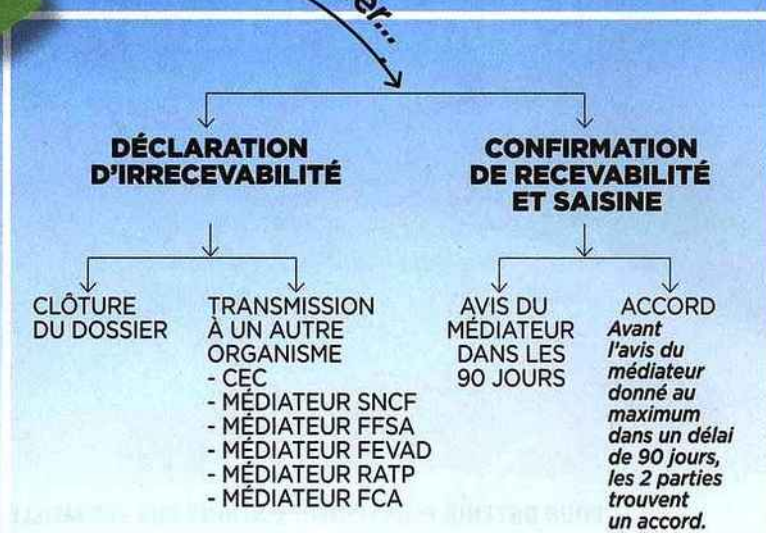 er...
DÉCLARATION
D'IRRECEVABILITÉ
CONFIRMATION
DE RECEVABILITÉ
ET SAISINE
CLÔTURE
DU DOSSIER
TRANSMISSION
À UN AUTRE
ORGANISME
- CEC
- MÉDIATEUR SNCF
- MÉDIATEUR FFSA
- MÉDIATEUR FEVAD
- MÉDIATEUR RATP
- MÉDIATEUR FCA
AVIS DU
MÉDIATEUR
DANS LES
90 JOURS
ACCORD
Avant
l'avis du
médiateur
donné au
maximum
dans un délai
de 90 jours,
les 2 parties
trouvent
un accord.